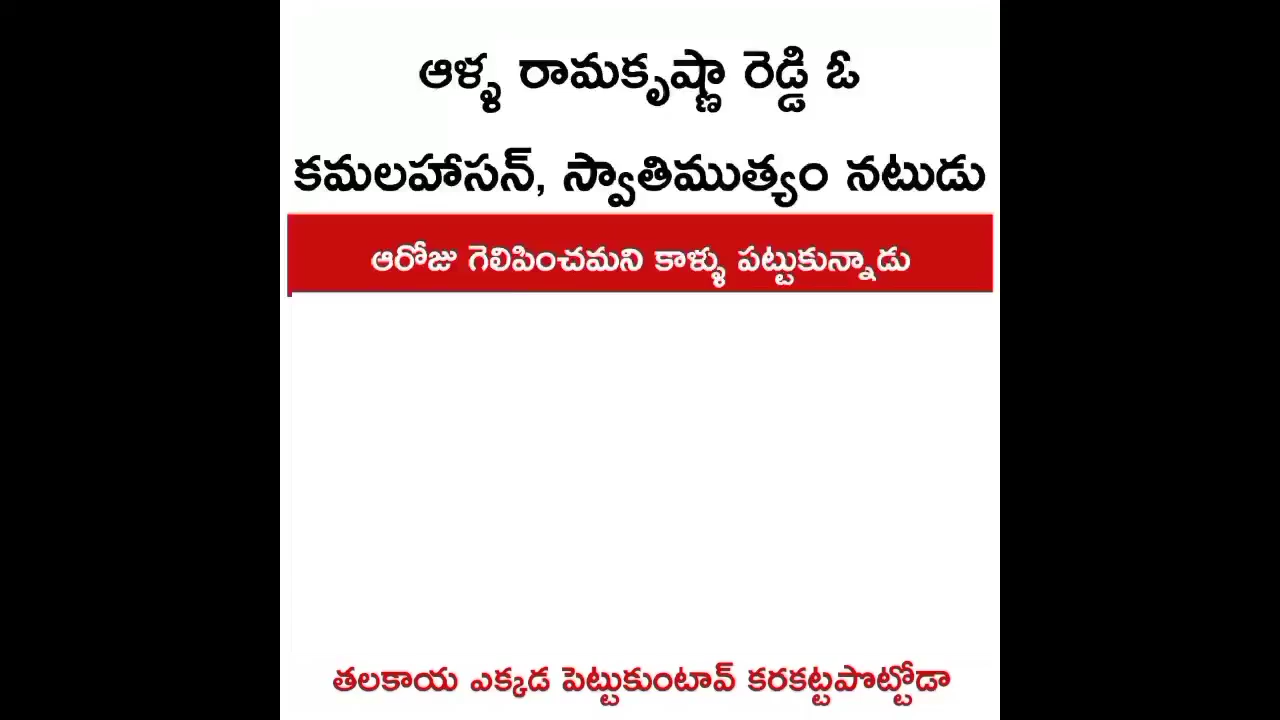 ఆళ్ళ రామకృష్ణా రెడ్డి ఓ
కమలహాసన్, స్వాతిముత్యం నటుడు
ఆరోజు గెలిపించమని కాళ్ళు పట్టుకున్నాడు
తలకాయ ఎక్కడ పెట్టుకుంటావ్ కరకట్టపొట్టోడా